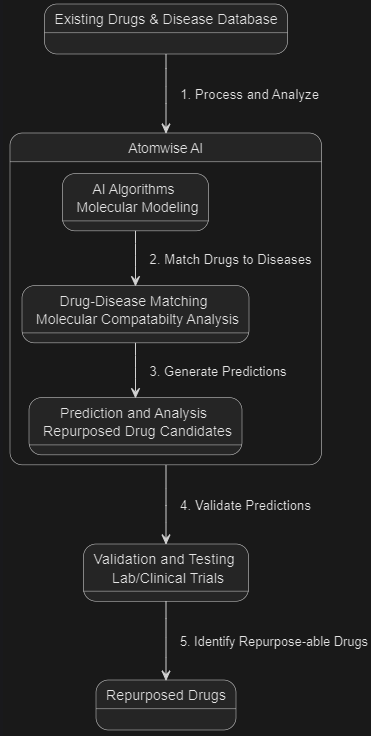 Existing Drugs & Disease Database
1. Process and Analyze
Atomwise AI
AI Algorithms
Molecular Modeling
2. Match Drugs to Diseases
Drug-Disease Matching
Molecular Compatabilty Analysis
3. Generate Predictions
Prediction and Analysis
Repurposed Drug Candidates
4. Validate Predictions
Validation and Testing
Lab/Clinical Trials
5. Identify Repurpose-able Drugs
Repurposed Drugs